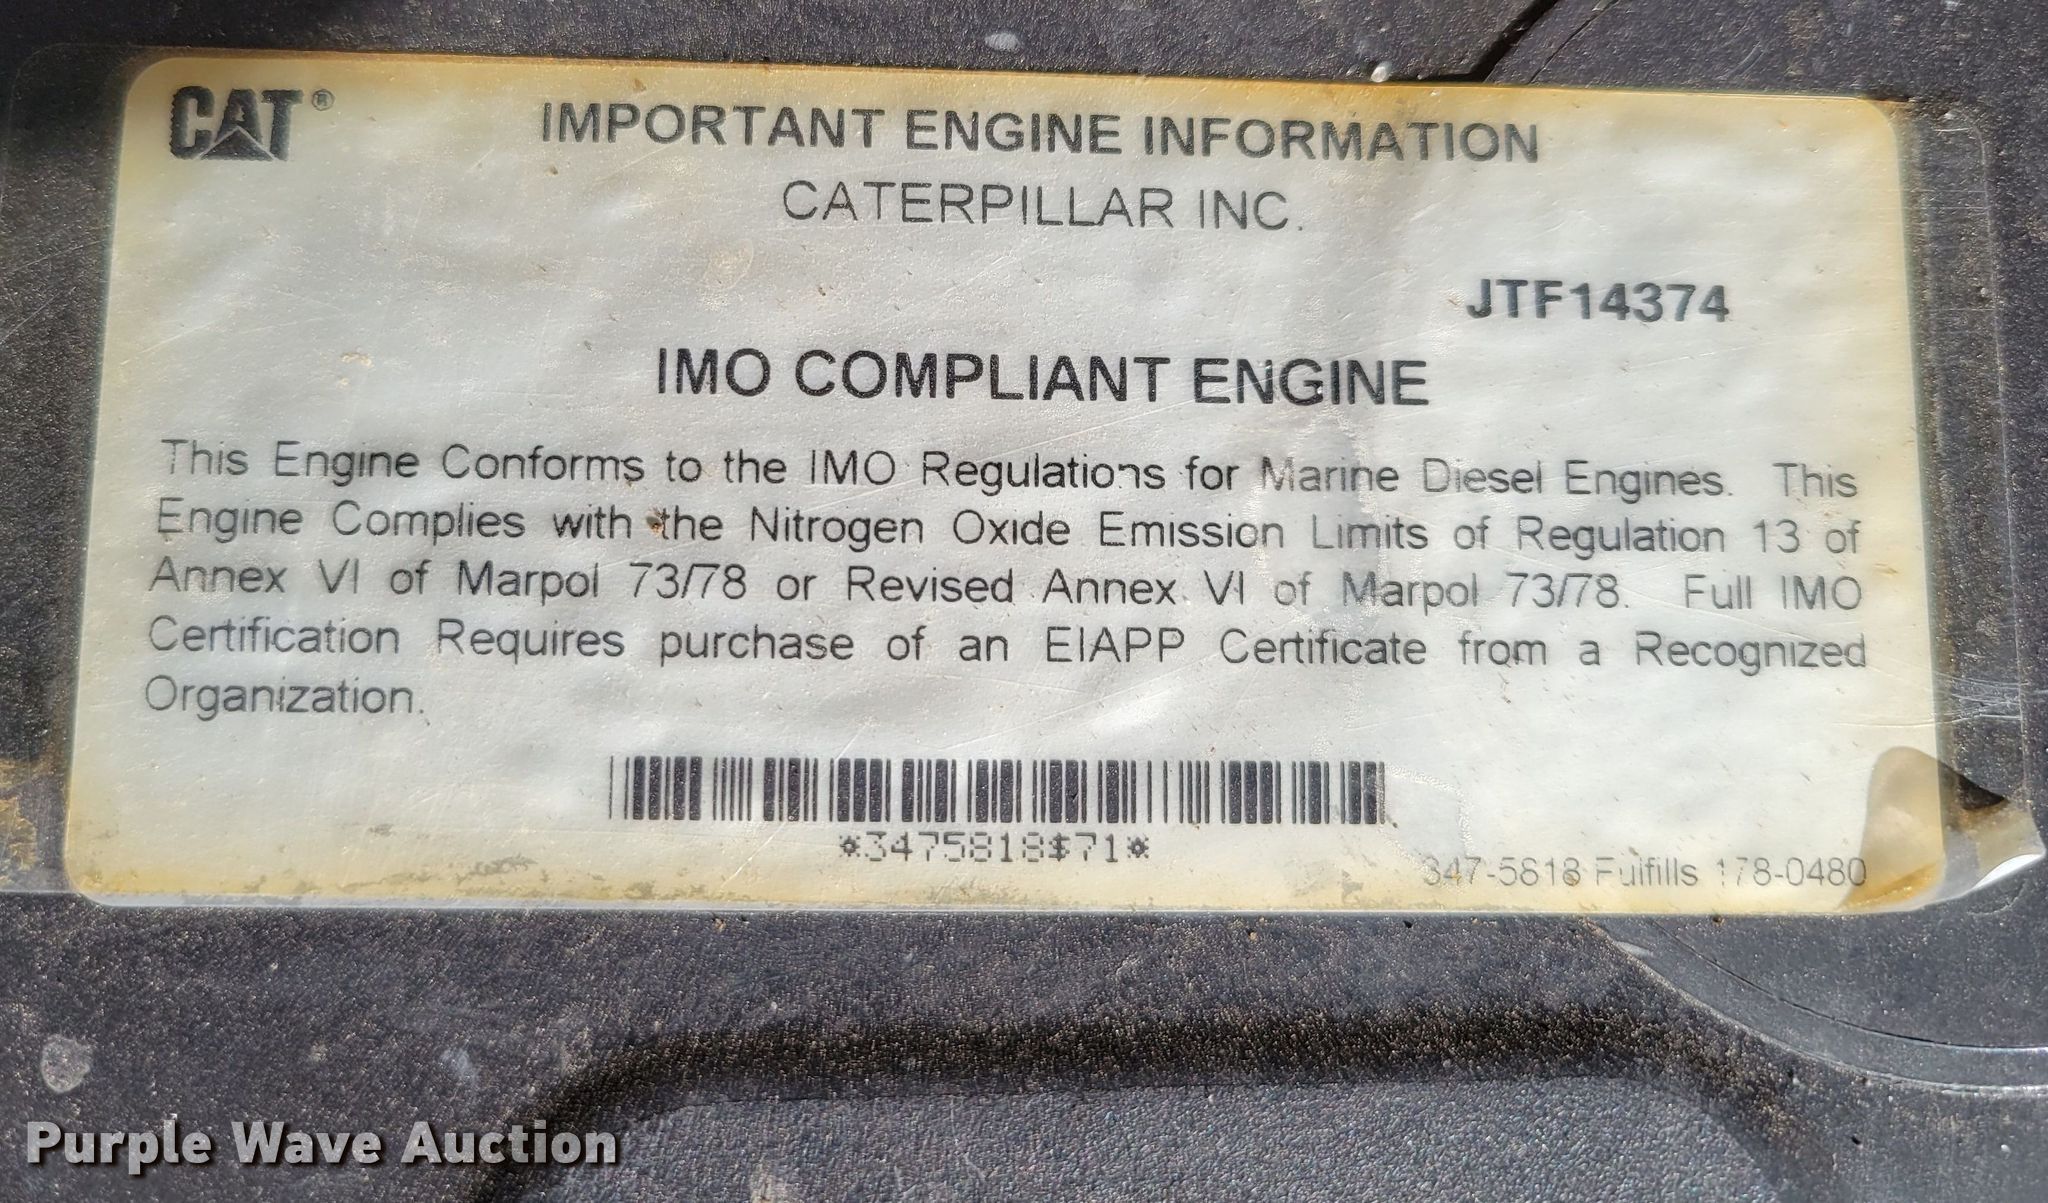 CAT®
IMPORTANT ENGINE INFORMATION
CATERPILLAR INC.
JTF14374
IMO COMPLIANT ENGINE
This Engine Conforms to the IMO Regulations for Marine Diesel Engines. This
Engine Complies with the Nitrogen Oxide Emission Limits of Regulation 13 of
Annex VI of Marpol 73/78 or Revised Annex VI of Marpol 73/78. Full IMO
Certification Requires purchase of an EIAPP Certificate from a Recognized
Organization.
*3475818$71*
347-5818 Fulfills 178-0480
Purple Wave Auction